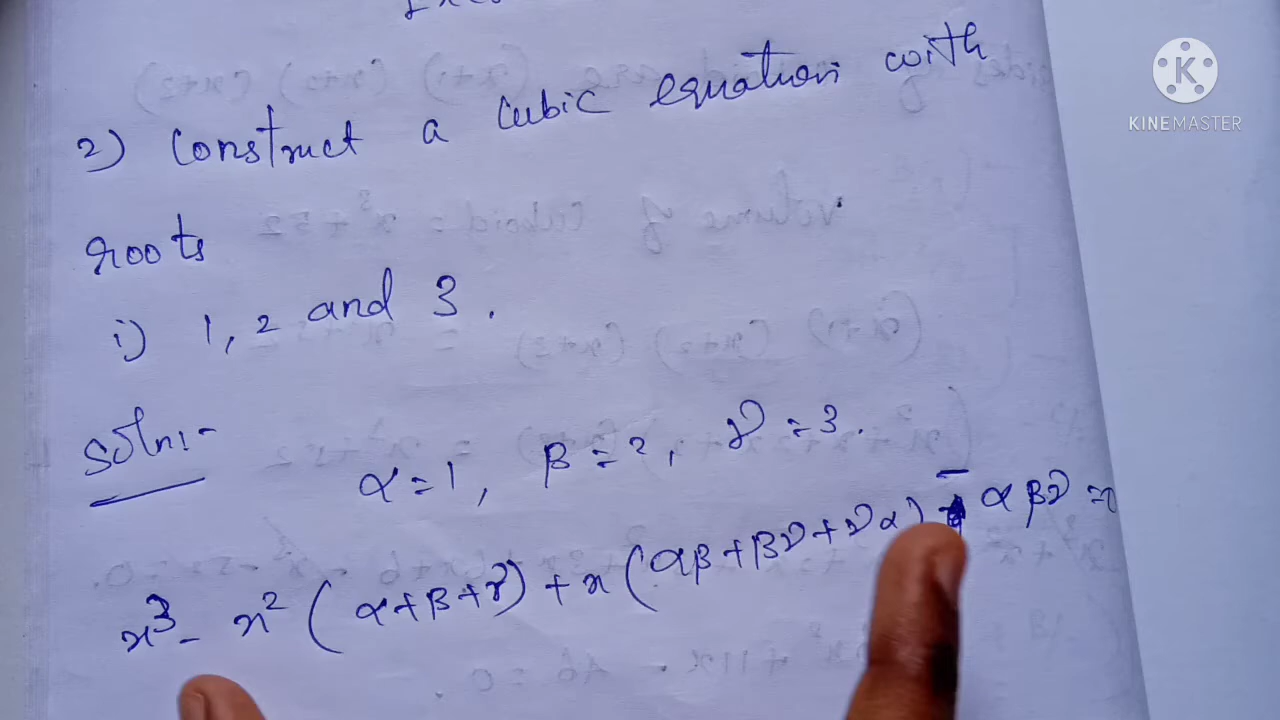 2) Construct a cubic equation with
roots
i) 1, 2 and 3.
Soln:-
α=1, β=2, γ=3.
x³- x² (α+β+γ) + x (αβ+βγ+γα) - αβγ =0
KINEMASTER